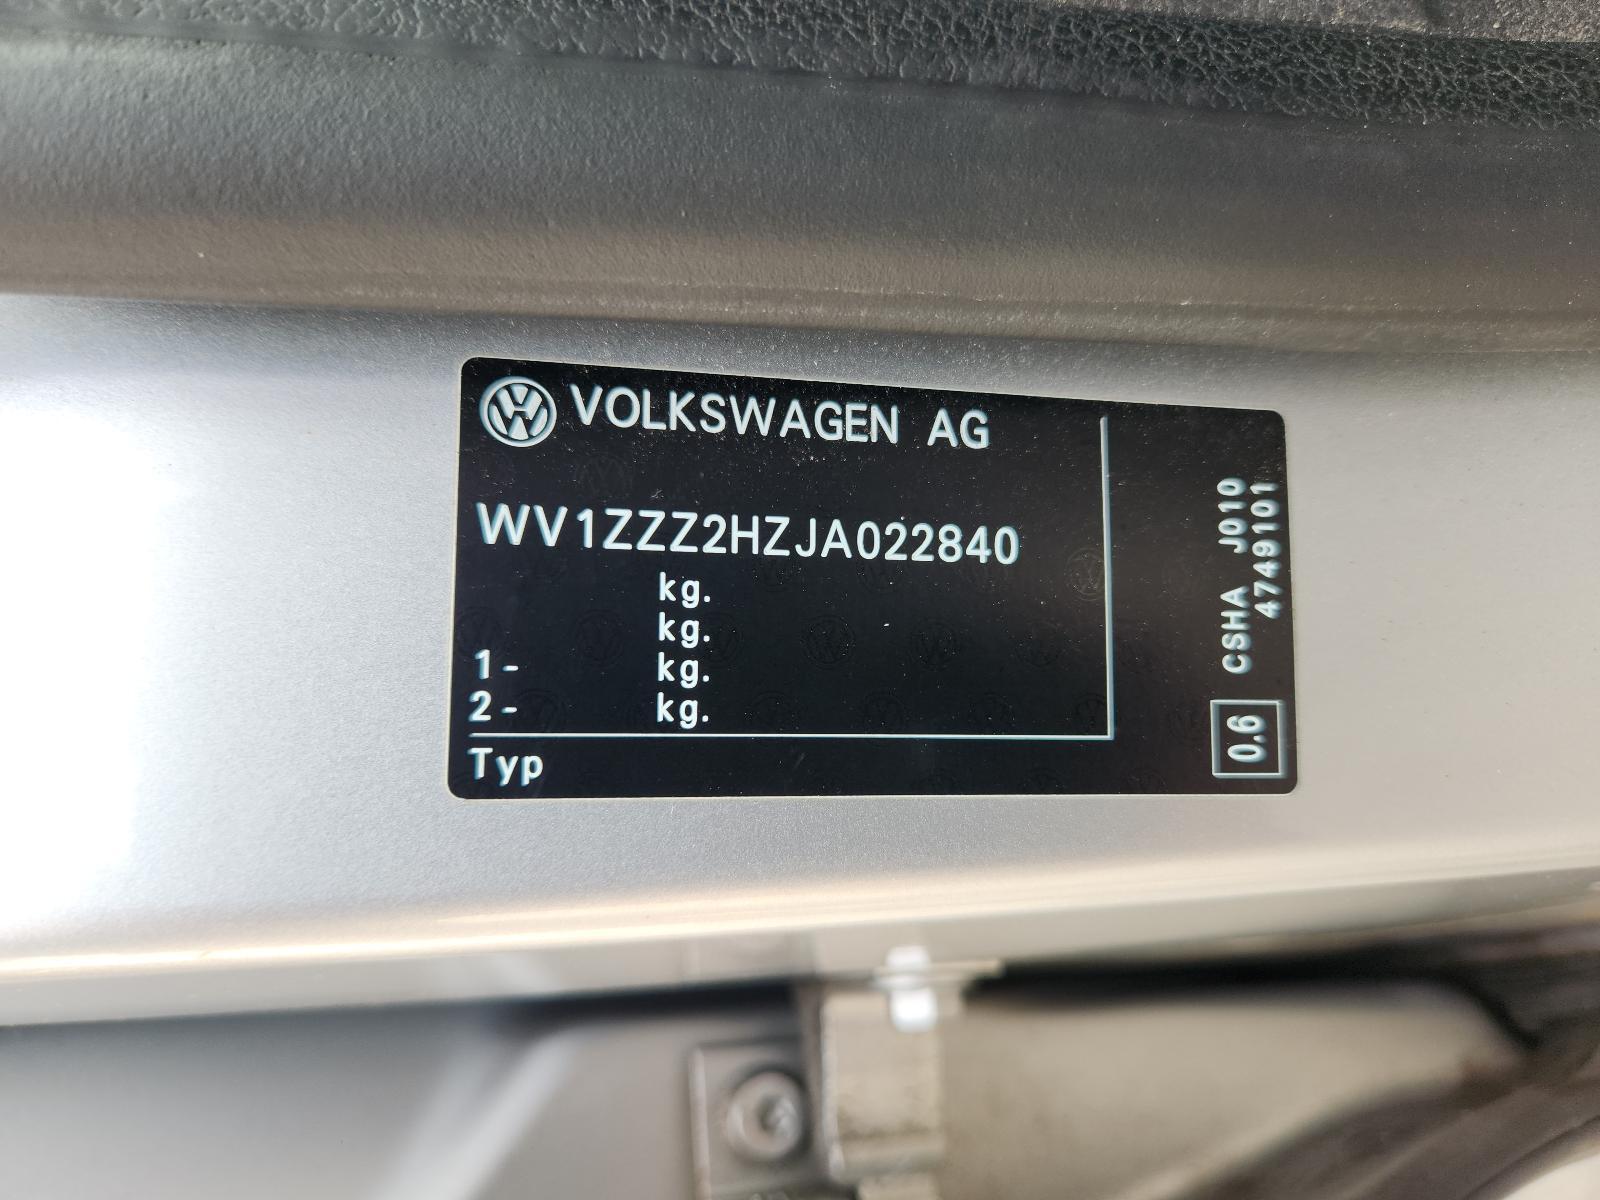 VOLKSWAGEN AG
WV1ZZZ2HZJA022840
kg.
kg.
1- kg.
2- kg.
Typ
0.6 CSHA J010
4749101